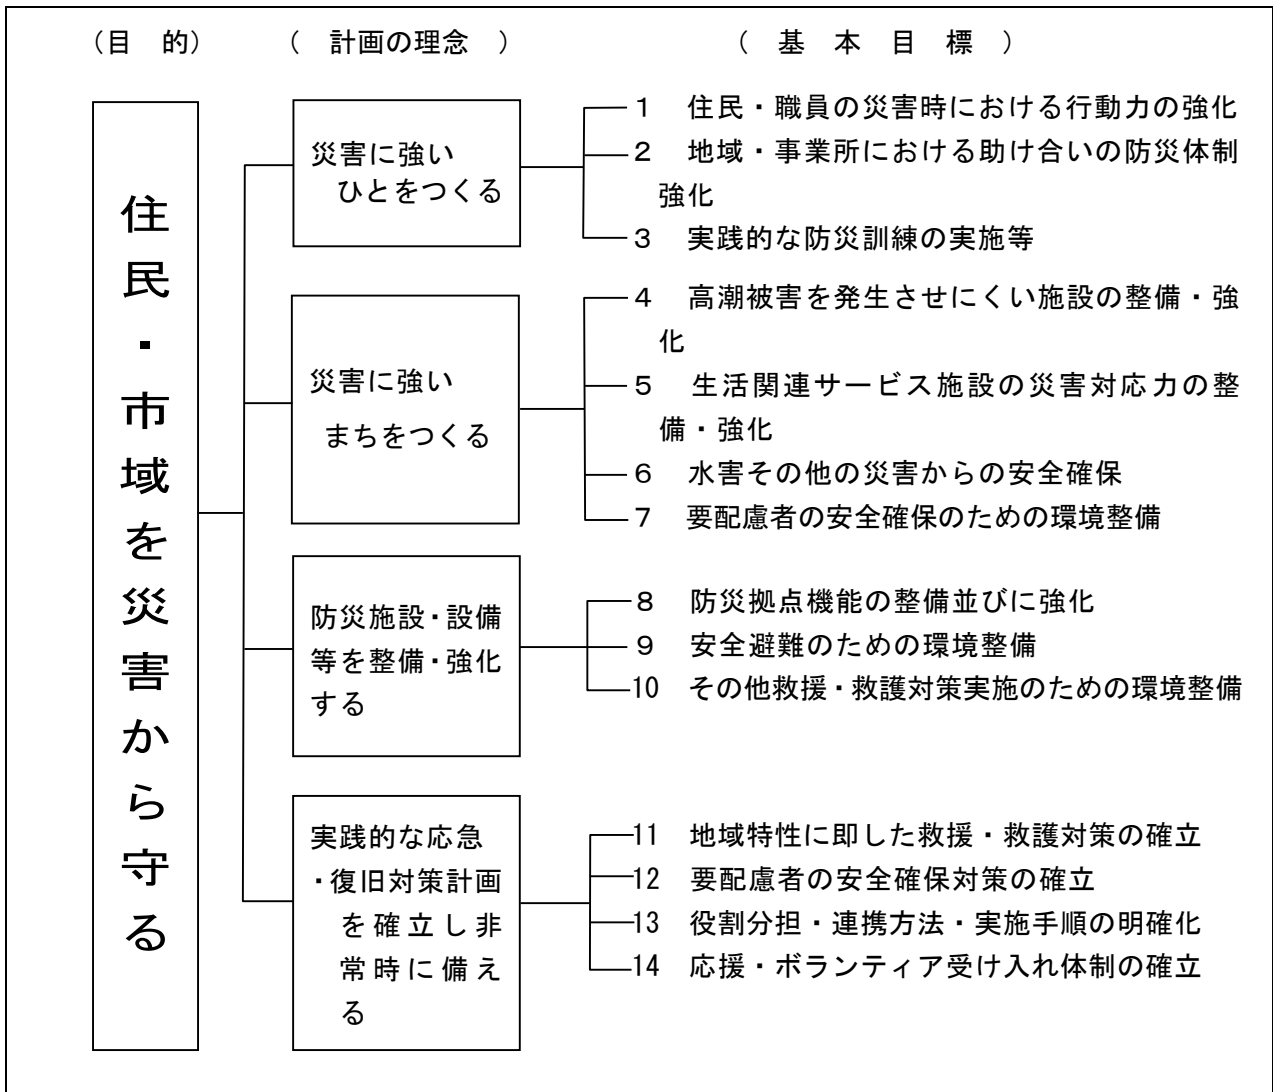 （目　的）　（　計画の理念　）　（　基　本　目　標　）
住民・市域を災害から守る
災害に強い
ひとをつくる
1　住民・職員の災害時における行動力の強化
2　地域・事業所における助け合いの防災体制
強化
3　実践的な防災訓練の実施等
災害に強い
まちをつくる
4　高潮被害を発生させにくい施設の整備・強
化
5　生活関連サービス施設の災害対応力の整
備・強化
6　水害その他の災害からの安全確保
7　要配慮者の安全確保のための環境整備
防災施設・設備
等を整備・強化
する
8　防災拠点機能の整備並びに強化
9　安全避難のための環境整備
10　その他救援・救護対策実施のための環境整備
実践的な応急
・復旧対策計画
を確立し非
常時に備え
る
11　地域特性に即した救援・救護対策の確立
12　要配慮者の安全確保対策の確立
13　役割分担・連携方法・実施手順の明確化
14　応援・ボランティア受け入れ体制の確立